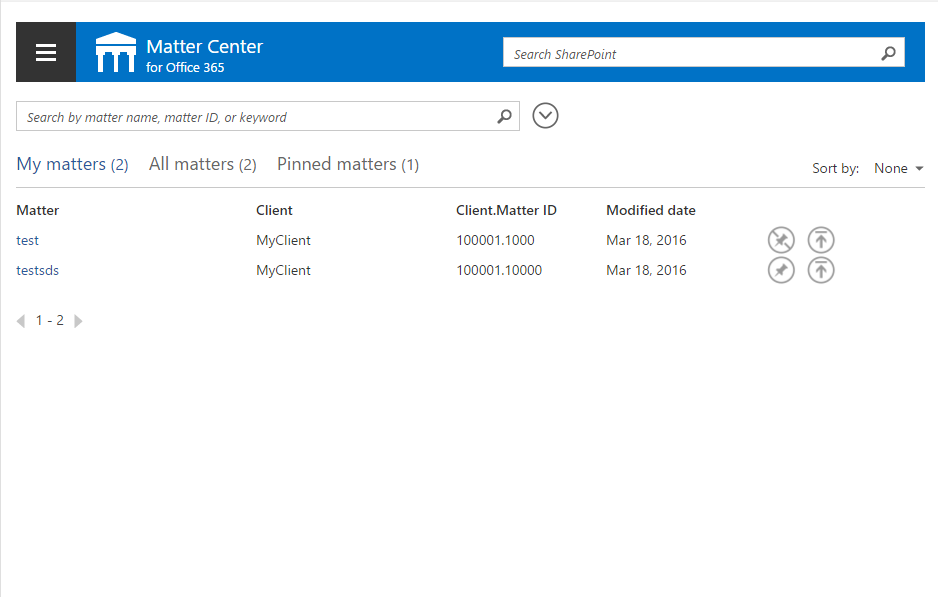 Matter Center
for Office 365
Search SharePoint
Search by matter name, matter ID, or keyword
My matters (2) All matters (2) Pinned matters (1)
Sort by: None
Matter Client Client.Matter ID Modified date
test MyClient 100001.1000 Mar 18, 2016
testsds MyClient 100001.10000 Mar 18, 2016
1 - 2